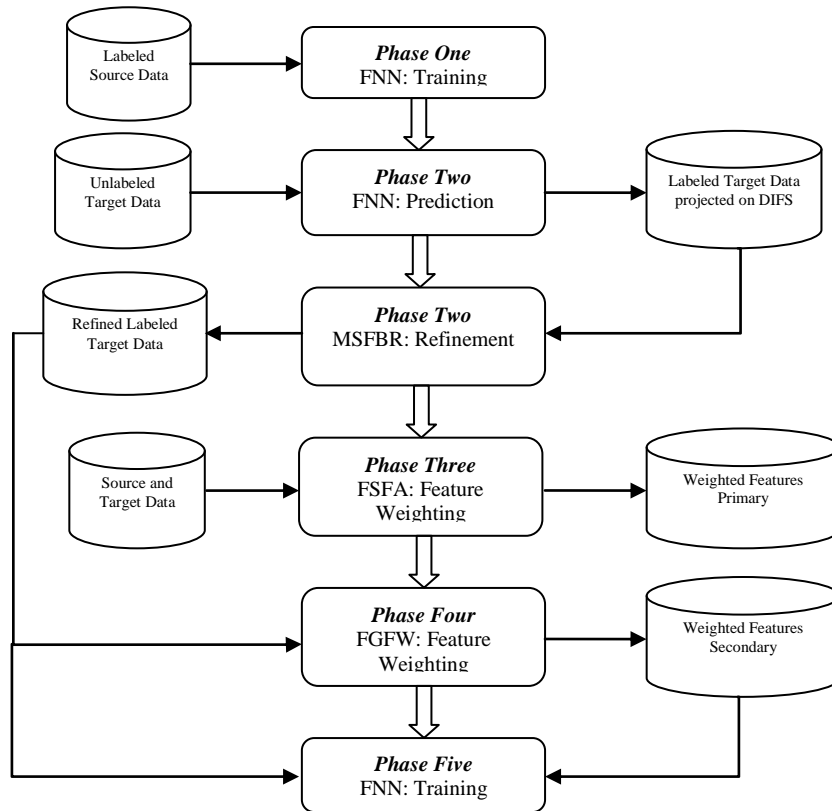 Labeled
Source Data
Phase One
FNN: Training
Unlabeled
Target Data
Phase Two
FNN: Prediction
Labeled Target Data
projected on DIFS
Refined Labeled
Target Data
Phase Two
MSFBR: Refinement
Source and
Target Data
Phase Three
FSFA: Feature
Weighting
Weighted Features
Primary
Phase Four
FGFW: Feature
Weighting
Weighted Features
Secondary
Phase Five
FNN: Training